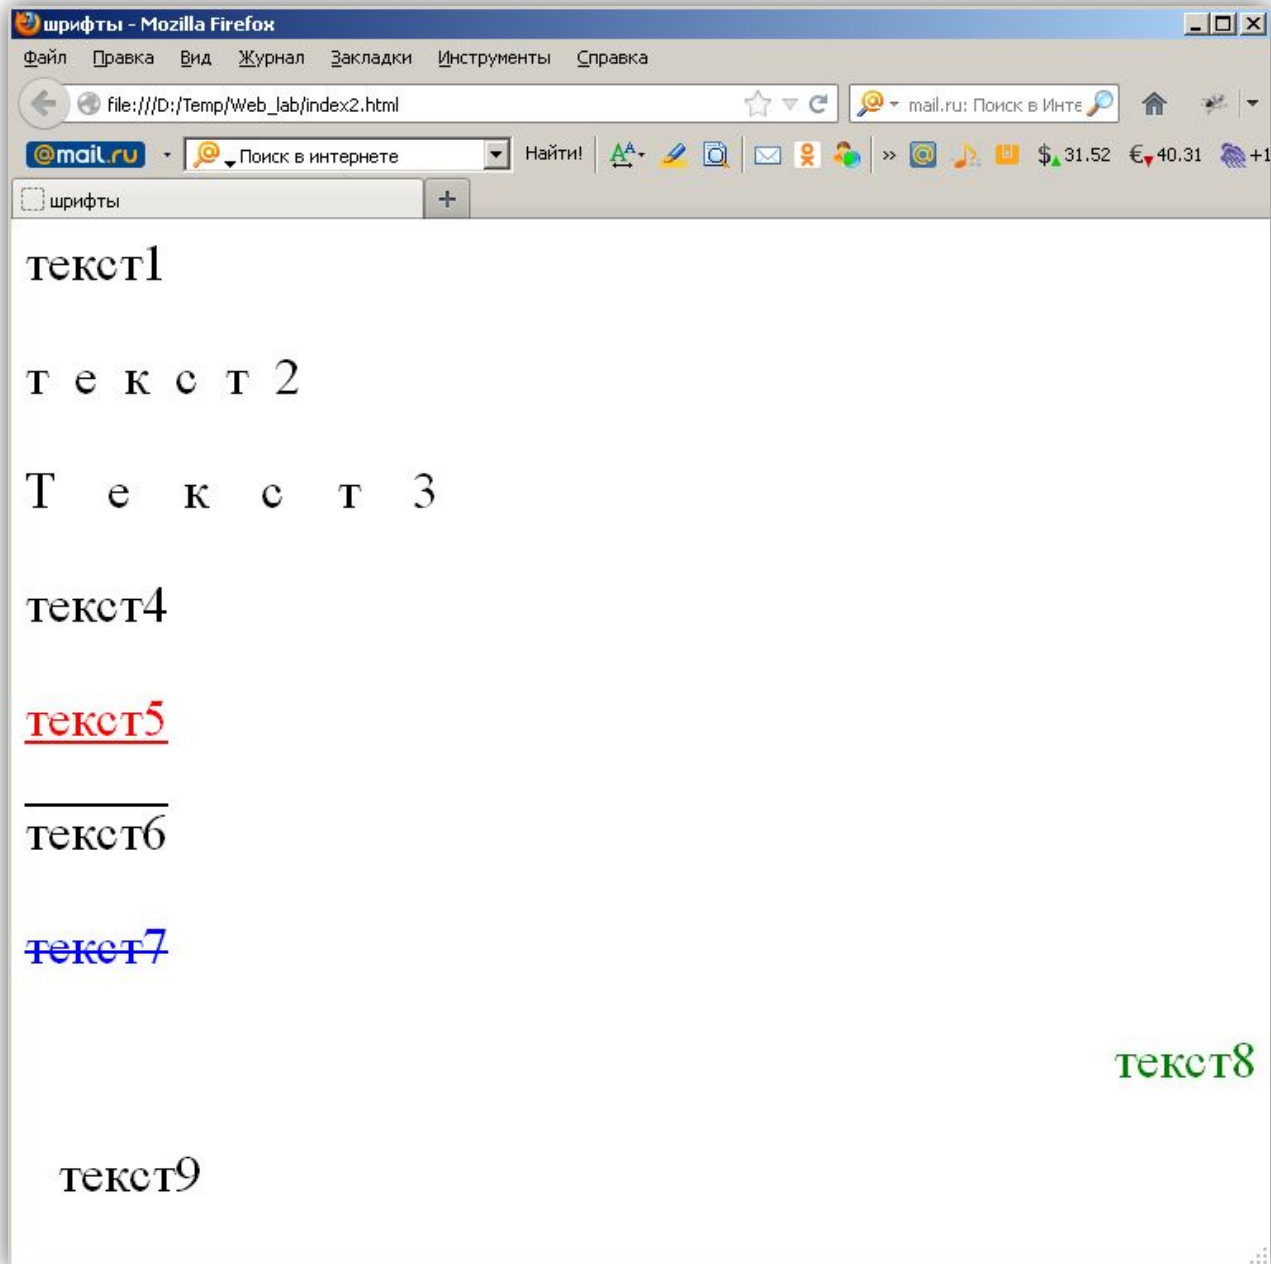 шрифты - Mozilla Firefox
Файл Правка Вид Журнал Закладки Инструменты Справка
file:///D:/Temp/Web_lab/index2.html mail.ru: Поиск в Инте
@mail.ru Поиск в интернете Найти! » $ 31.52 € 40.31 +1
шрифты +
текст1
т е к с т 2
Т е к с т 3
текст4
текст5
текст6
текст7
текст8
текст9